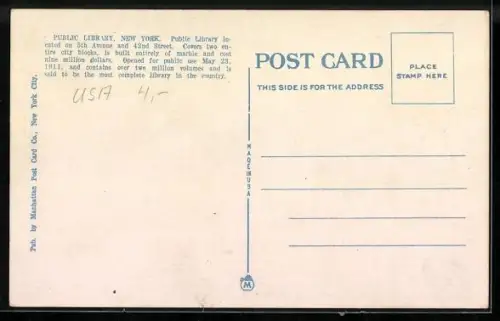 PUBLIC LIBRARY, NEW YORK. Public Library lo-
cated on 5th Avenue and 42nd Street. Covers two en-
tire city blocks, is built entirely of marble and cost
nine million dollars. Opened for public use May 23,
1911, and contains over two million volumes and is
said to be the most complete library in the country.
USA 4,-
Pub. by Manhattan Post Card Co., New York City.
MADE IN USA
M
POST CARD
THIS SIDE IS FOR THE ADDRESS
PLACE
STAMP HERE